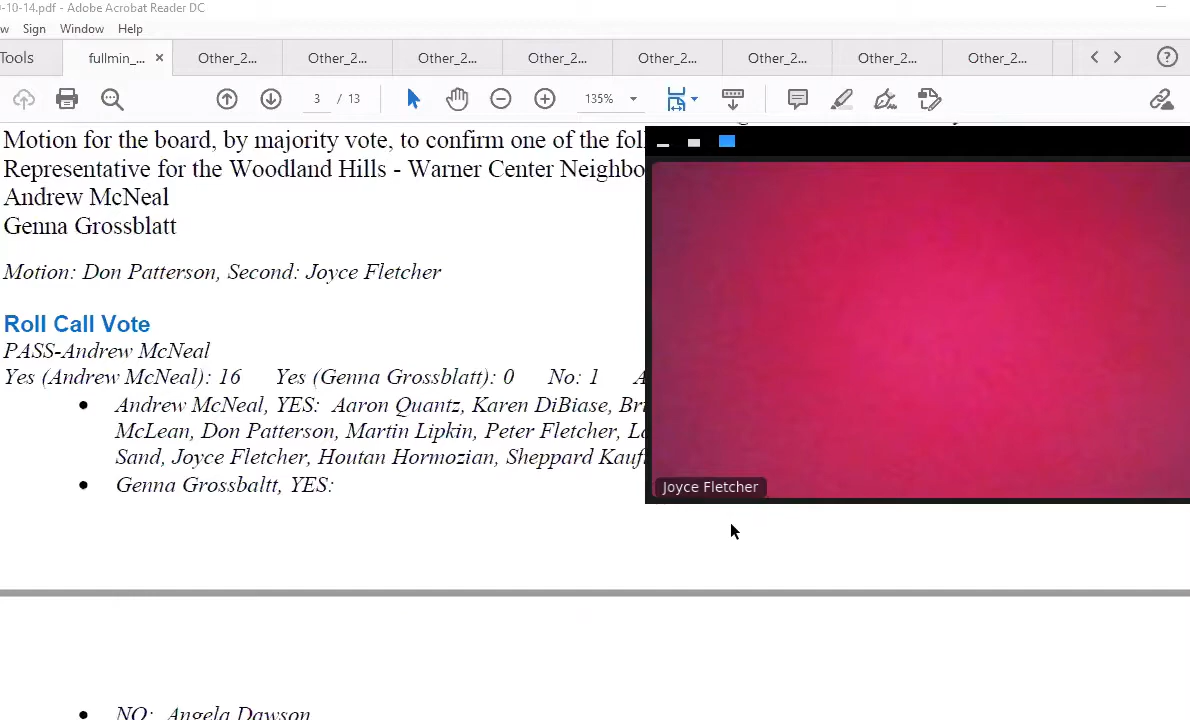 0-10-14.pdf - Adobe Acrobat Reader DC
w Sign Window Help
Tools fullmin_... × Other_2... Other_2... Other_2... Other_2... Other_2... Other_2... Other_2... Other_2...
3 / 13 135%
Motion for the board, by majority vote, to confirm one of the
Representative for the Woodland Hills - Warner Center
Andrew McNeal
Genna Grossblatt
Motion: Don Patterson, Second: Joyce Fletcher
Roll Call Vote
PASS-Andrew McNeal
Yes (Andrew McNeal): 16 Yes (Genna Grossblatt): 0 No: 1
• Andrew McNeal, YES: Aaron Quantz, Karen DiBiase,
McLean, Don Patterson, Martin Lipkin, Peter Fletcher,
Sand, Joyce Fletcher, Houtan Hormozian, Sheppard
• Genna Grossbaltt, YES:
Joyce Fletcher
• NO: Angela Dawson